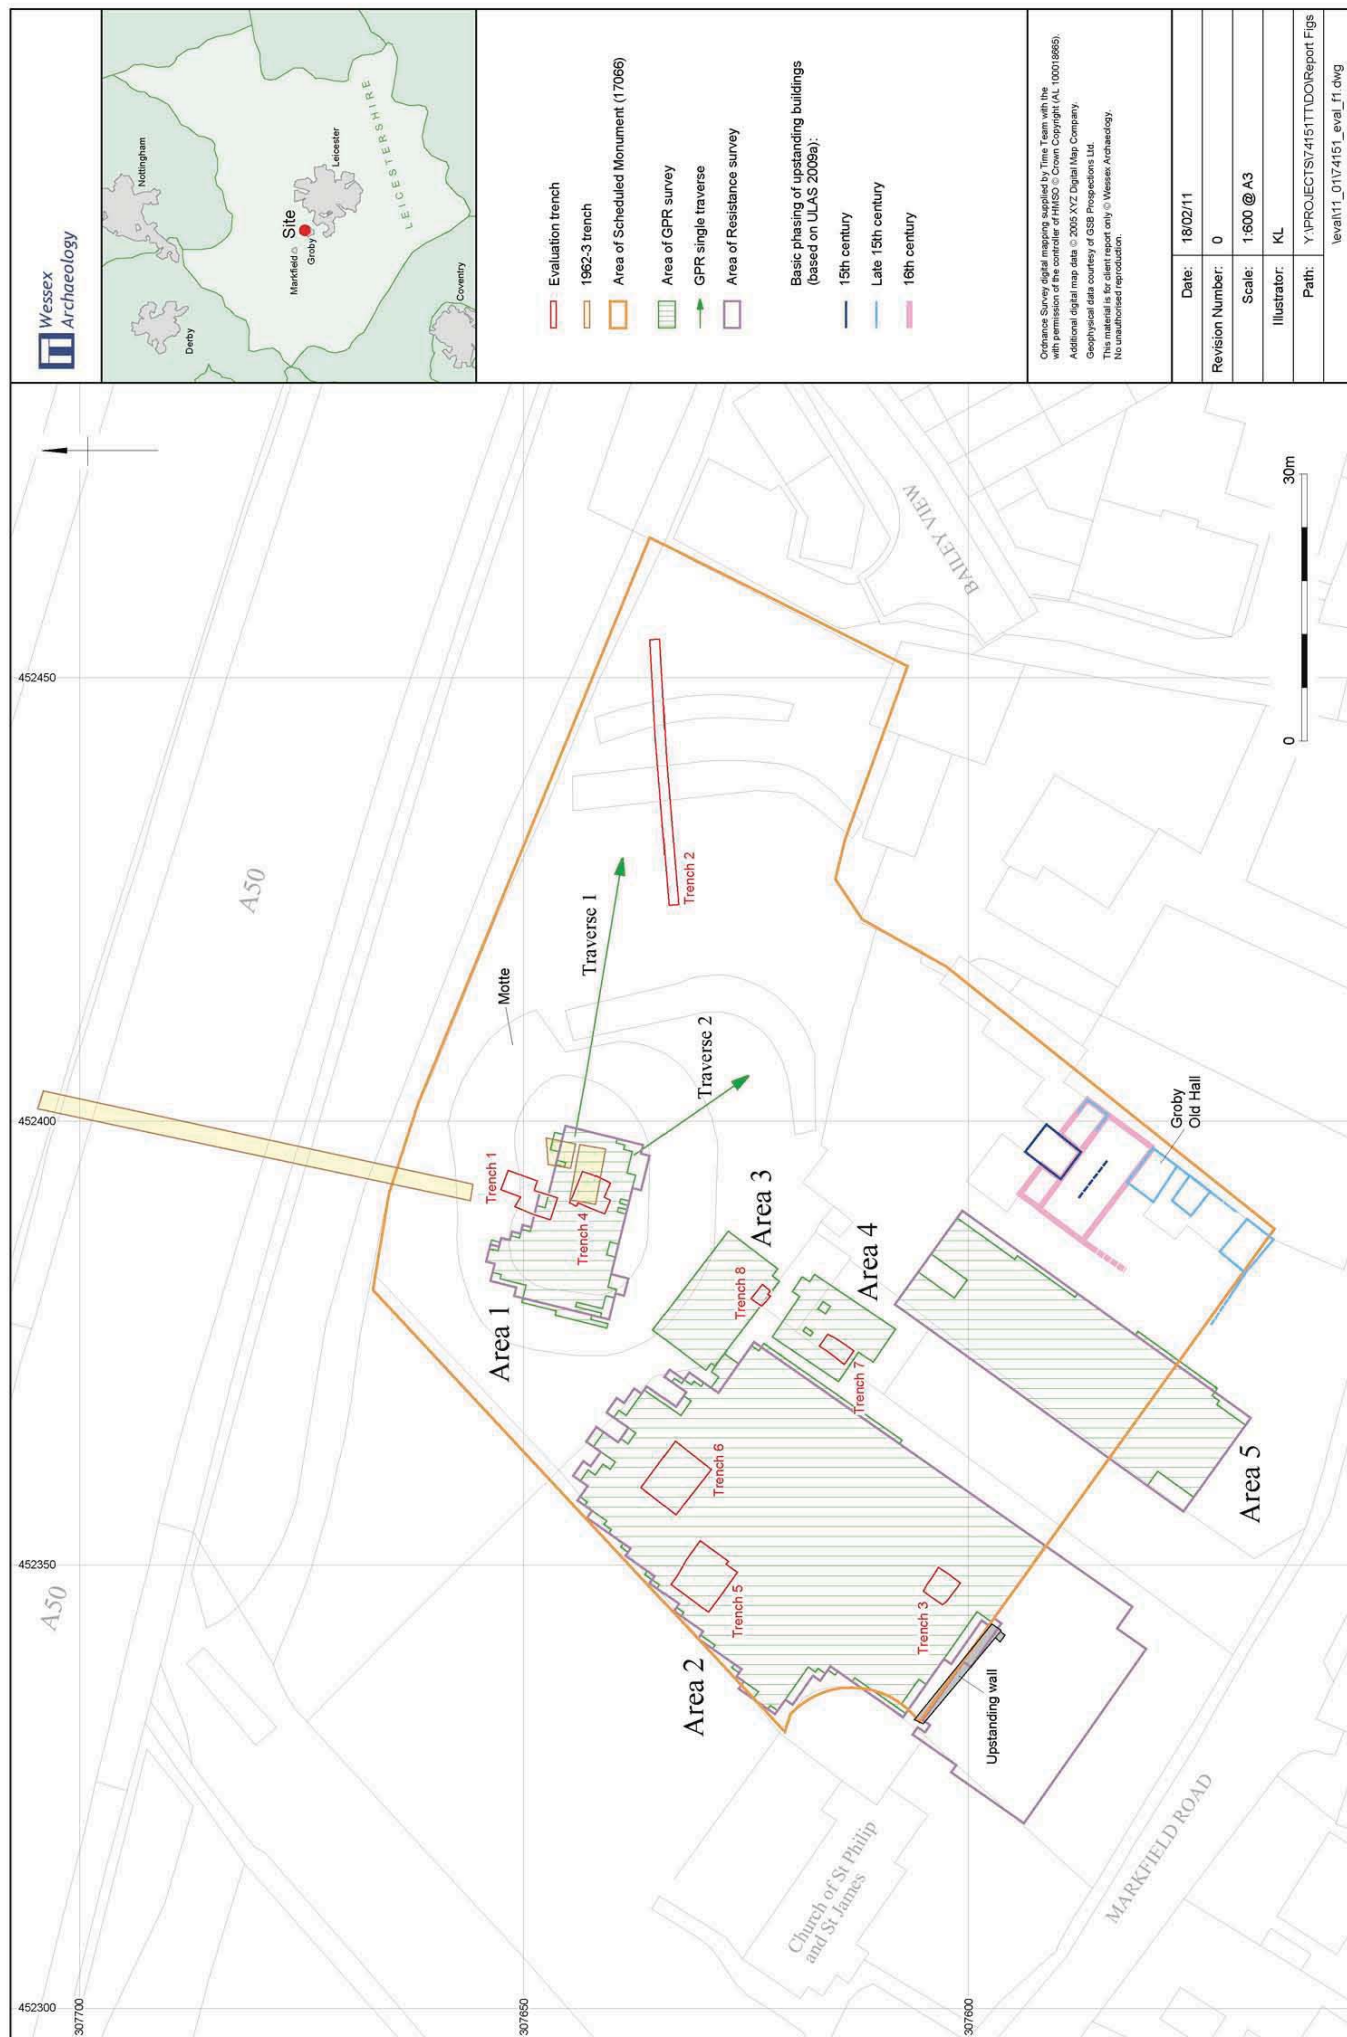 Wessex
Archaeology
Nottingham
Derby
Markfield
Site
Groby
Leicester
LEICESTERSHIRE
Coventry
Evaluation trench
1962-3 trench
Area of Scheduled Monument (17066)
Area of GPR survey
GPR single traverse
Area of Resistance survey
Basic phasing of upstanding buildings
(based on ULAS 2009a):
15th century
Late 15th century
16th century
Ordnance Survey digital mapping supplied by Time Team with the
with permission of the controller of HMSO © Crown Copyright (AL 100018665).
Additional digital map data © 2005 XYZ Digital Map Company.
Geophysical data courtesy of GSB Prospections Ltd.
This material is for client report only © Wessex Archaeology.
No unauthorised reproduction.
Date: 18/02/11
Revision Number: 0
Scale: 1:600 @ A3
Illustrator: KL
Path: Y:\PROJECTS\74151TT\DO\Report Figs
\eval\11_01\74151_eval_f1.dwg
452300
452350
452400
452450
307700
307650
307600
A50
A50
Motte
Traverse 1
Traverse 2
Trench 1
Trench 2
Trench 4
Area 1
Area 3
Trench 8
Area 4
Trench 7
Trench 6
Trench 5
Area 2
Trench 3
Area 5
Upstanding wall
Groby
Old Hall
BAILEY VIEW
Church of St Philip
and St James
MARKFIELD ROAD
0
30m